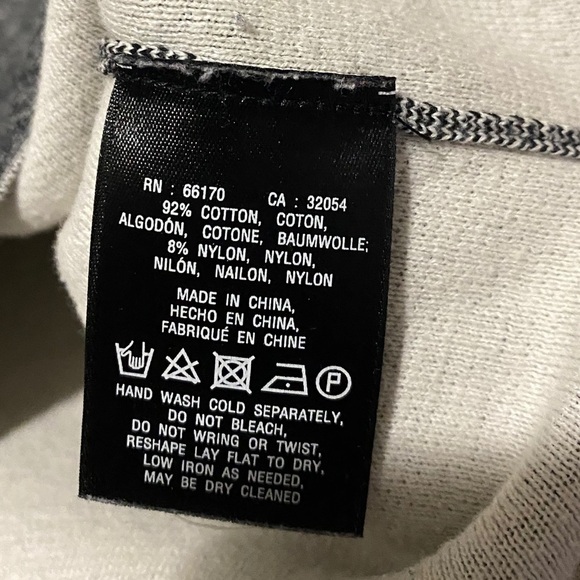 RN : 66170 CA : 32054
92% COTTON, COTON,
ALGODÓN, COTONE, BAUMWOLLE;
8% NYLON, NYLON,
NILÓN, NAILON, NYLON
MADE IN CHINA,
HECHO EN CHINA,
FABRIQUÉ EN CHINE
P
HAND WASH COLD SEPARATELY,
DO NOT BLEACH,
DO NOT WRING OR TWIST,
RESHAPE LAY FLAT TO DRY,
LOW IRON AS NEEDED,
MAY BE DRY CLEANED